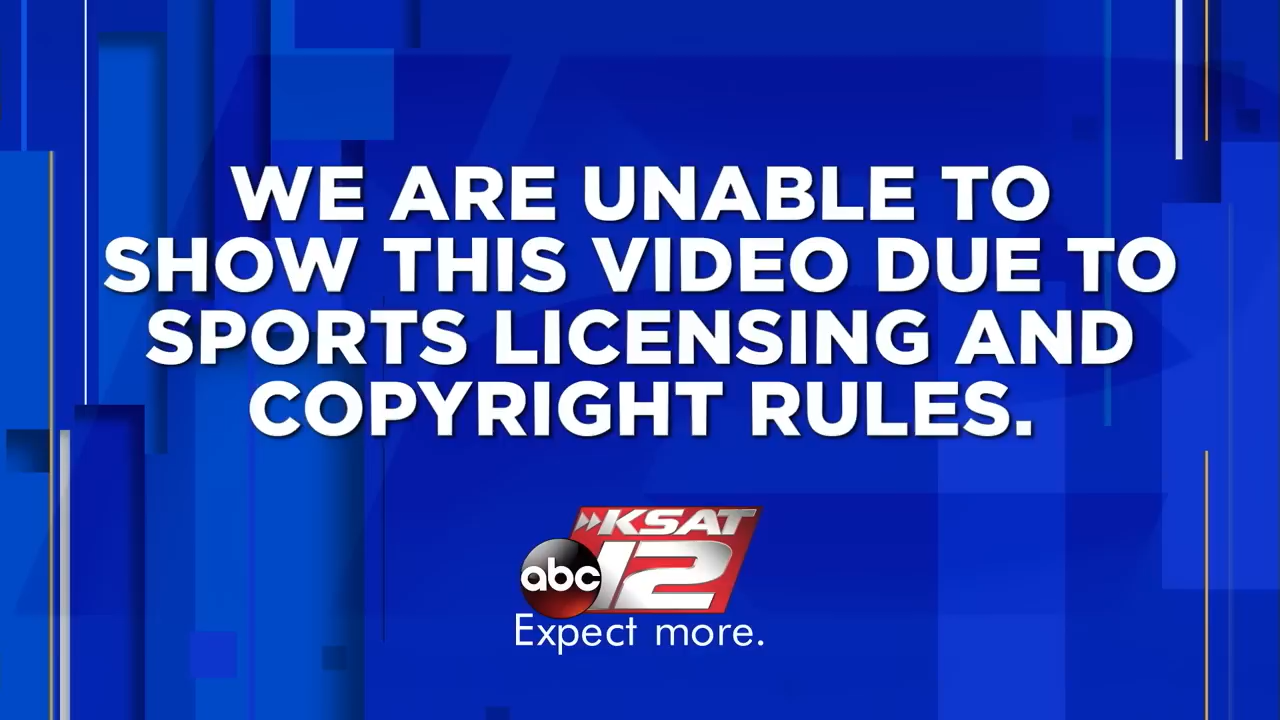 WE ARE UNABLE TO
SHOW THIS VIDEO DUE TO
SPORTS LICENSING AND
COPYRIGHT RULES.
KSAT
abc 12
Expect more.